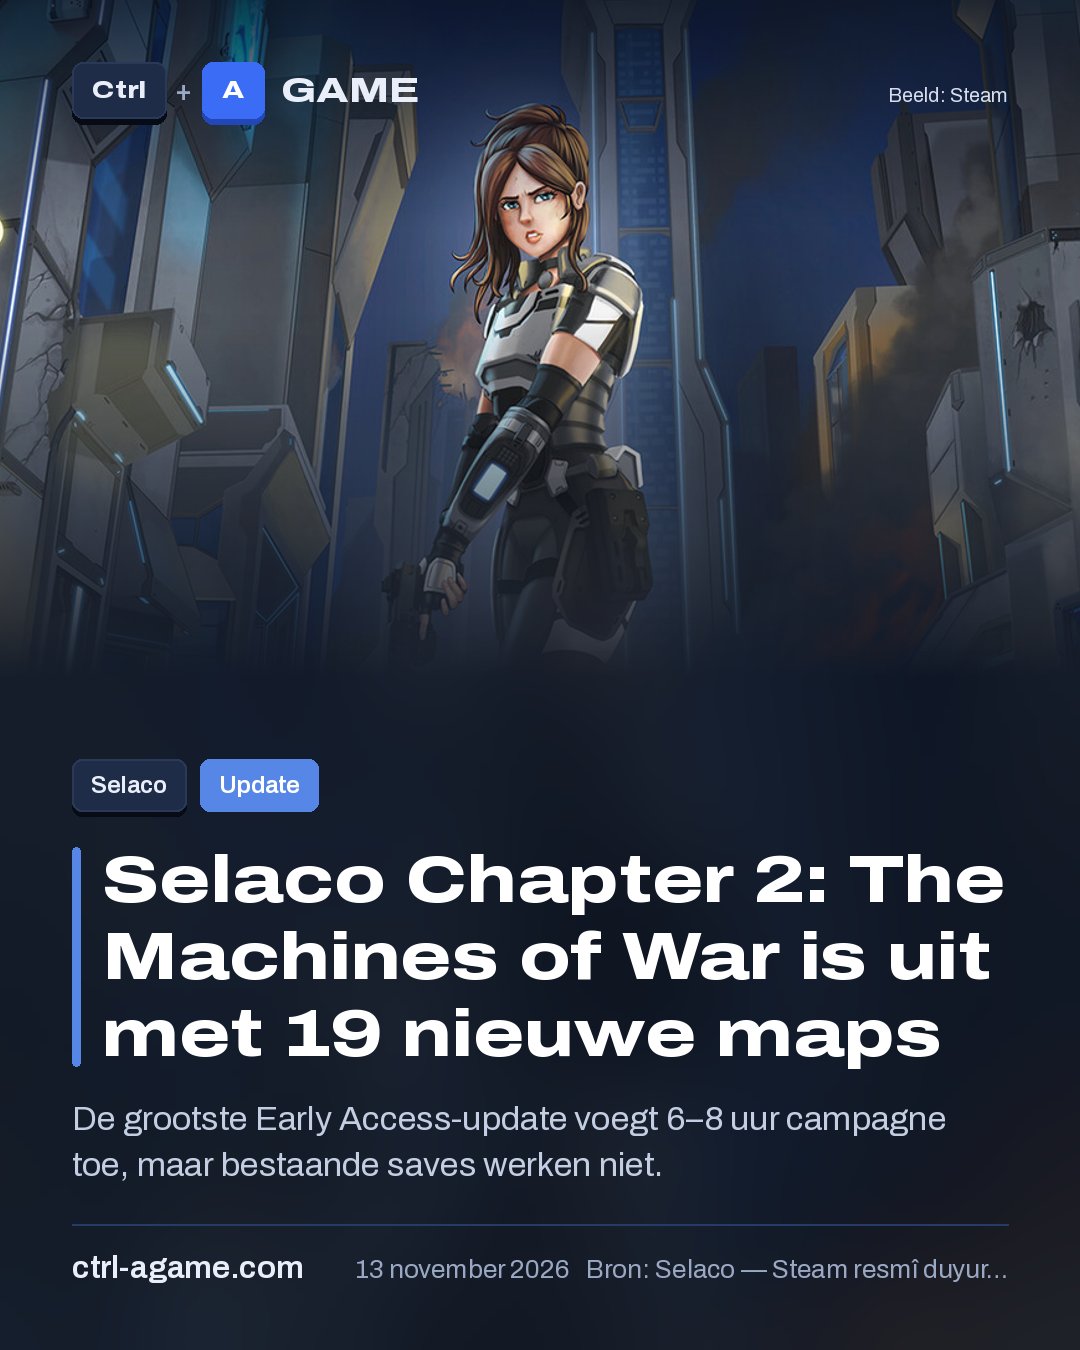 Ctrl + A GAME
Beeld: Steam
Selaco Update
Selaco Chapter 2: The
Machines of War is uit
met 19 nieuwe maps
De grootste Early Access-update voegt 6–8 uur campagne
toe, maar bestaande saves werken niet.
ctrl-agame.com 13 november 2026 Bron: Selaco — Steam resmî duyur...